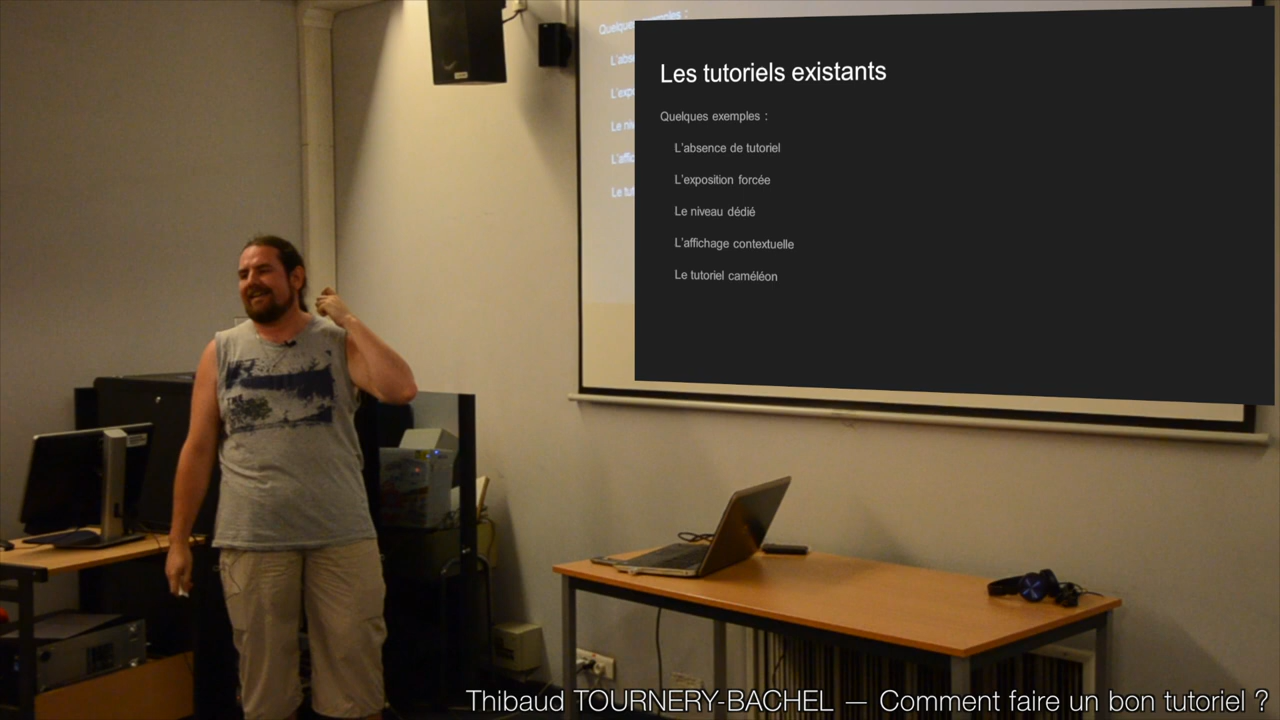 Les tutoriels existants
Quelques exemples :
L'absence de tutoriel
L'exposition forcée
Le niveau dédié
L'affichage contextuelle
Le tutoriel caméléon
Thibaud TOURNERY-BACHEL — Comment faire un bon tutoriel ?